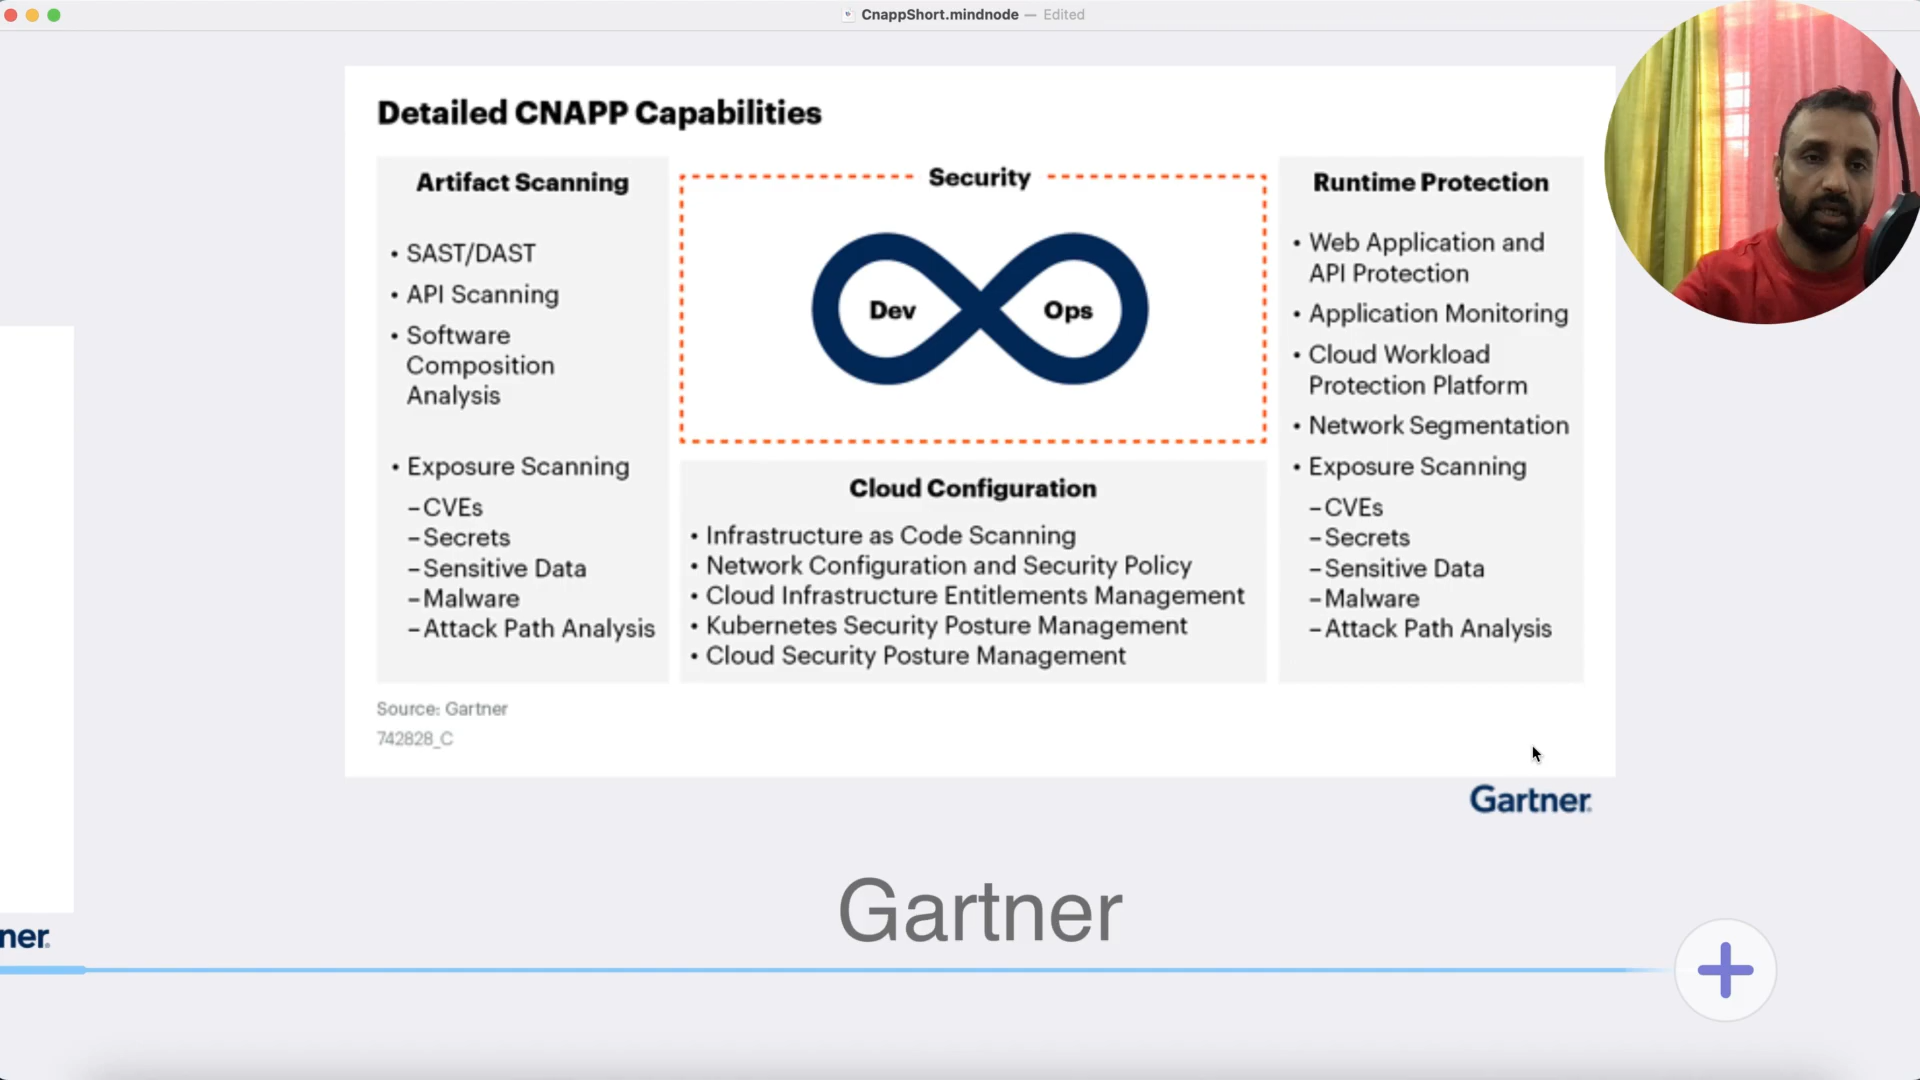 CnappShort.mindnode — Edited
Detailed CNAPP Capabilities
Artifact Scanning
• SAST/DAST
• API Scanning
• Software
Composition
Analysis
• Exposure Scanning
–CVEs
–Secrets
–Sensitive Data
–Malware
–Attack Path Analysis
Security
Dev
Ops
Cloud Configuration
• Infrastructure as Code Scanning
• Network Configuration and Security Policy
• Cloud Infrastructure Entitlements Management
• Kubernetes Security Posture Management
• Cloud Security Posture Management
Runtime Protection
• Web Application and
API Protection
• Application Monitoring
• Cloud Workload
Protection Platform
• Network Segmentation
• Exposure Scanning
–CVEs
–Secrets
–Sensitive Data
–Malware
–Attack Path Analysis
Source: Gartner
742828_C
Gartner.
Gartner
ner.